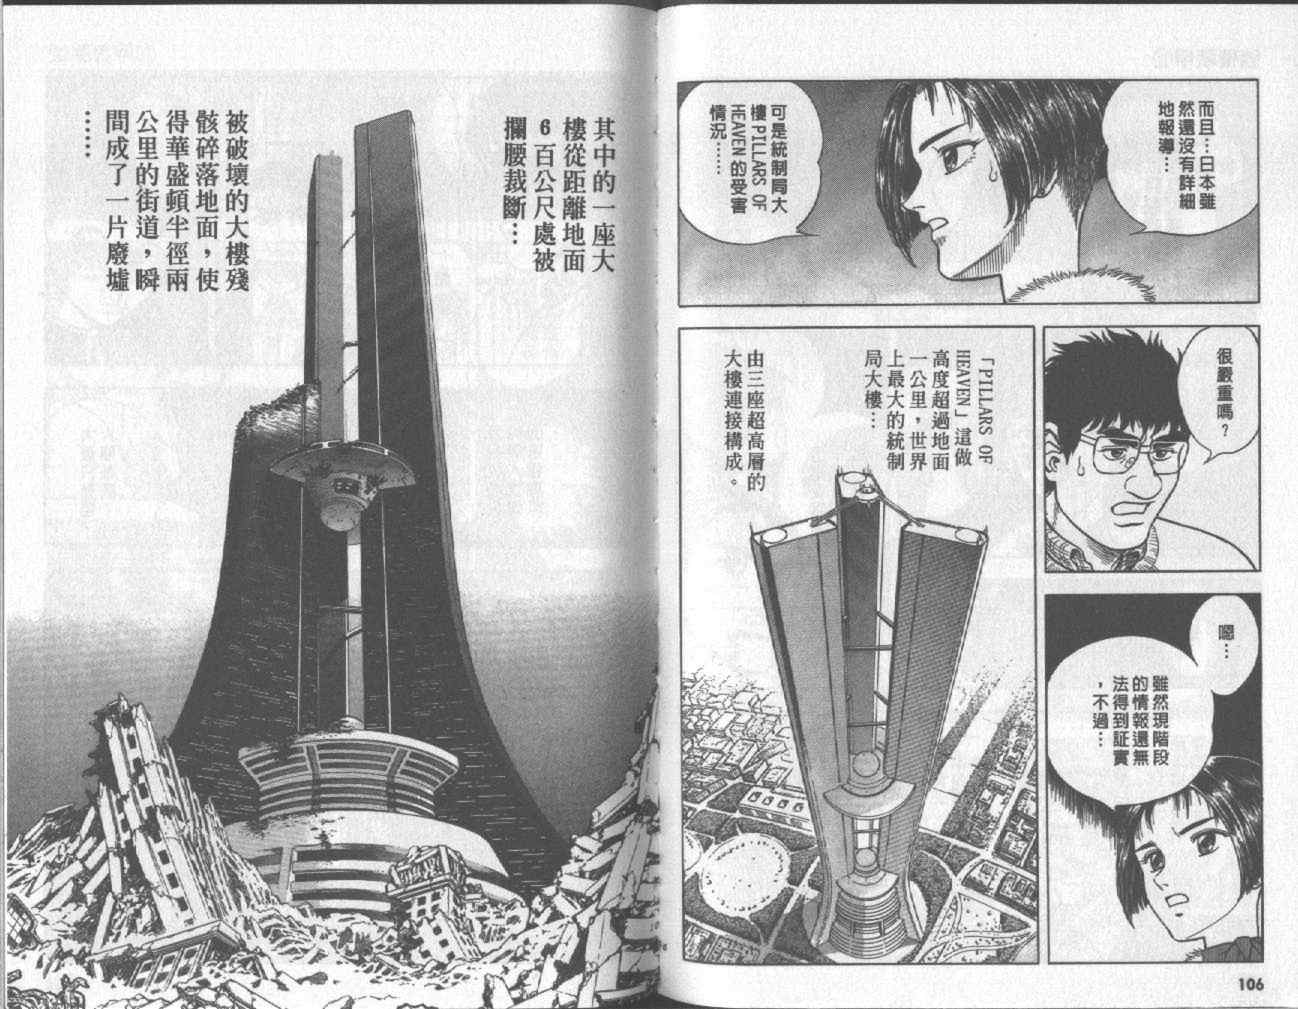 而且…日本雖
然還沒有詳細
地報導…
可是統制局大
樓PILLARS OF
HEAVEN的受害
情況……
很嚴重嗎?
嗯…
雖然現階段
的情報還無
法得到証實
,不過…
「PILLARS OF
HEAVEN」這做
高度超過地面
一公里,世界
上最大的統制
局大樓…
由三座超高層的
大樓連接構成。
106
其中的一座大
樓從距離地面
6百公尺處被
攔腰裁斷…
被破壞的大樓殘
骸碎落地面,使
得華盛頓半徑兩
公里的街道,瞬
間成了一片廢墟
……